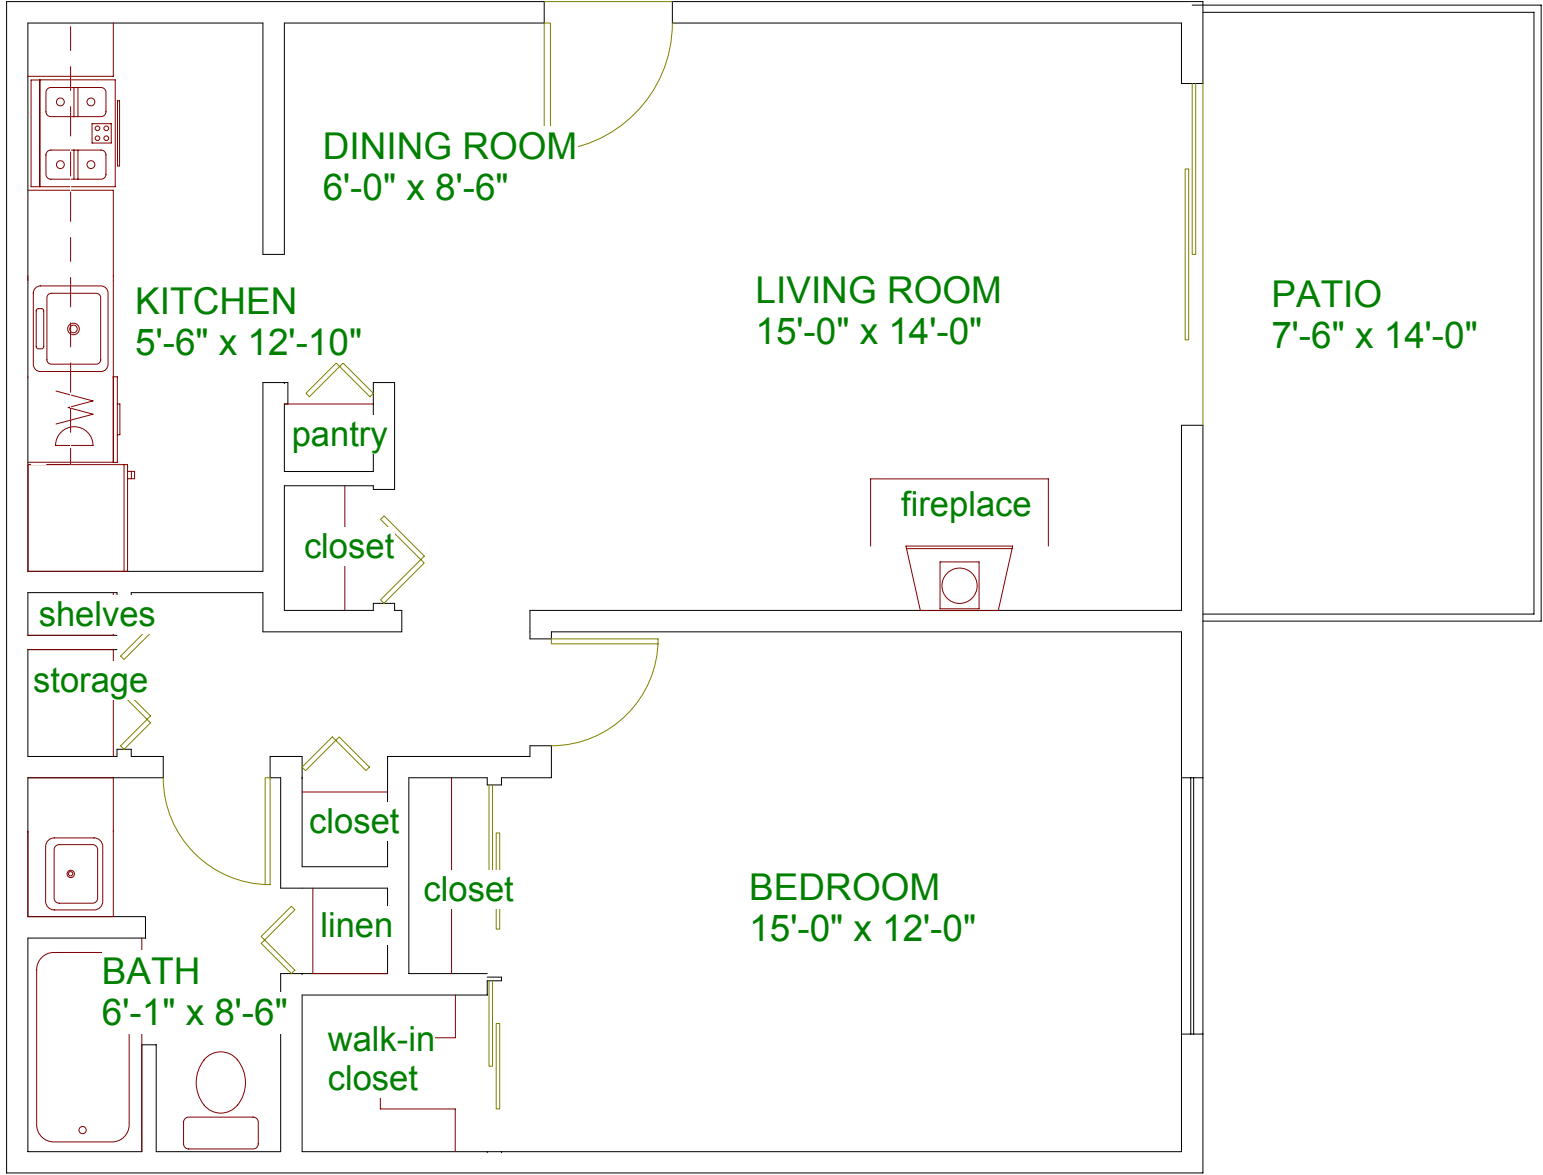 DINING ROOM
6'-0" x 8'-6"
KITCHEN
5'-6" x 12'-10"
LIVING ROOM
15'-0" x 14'-0"
PATIO
7'-6" x 14'-0"
pantry
fireplace
closet
shelves
storage
closet
closet
linen
BEDROOM
15'-0" x 12'-0"
BATH
6'-1" x 8'-6"
walk-in
closet